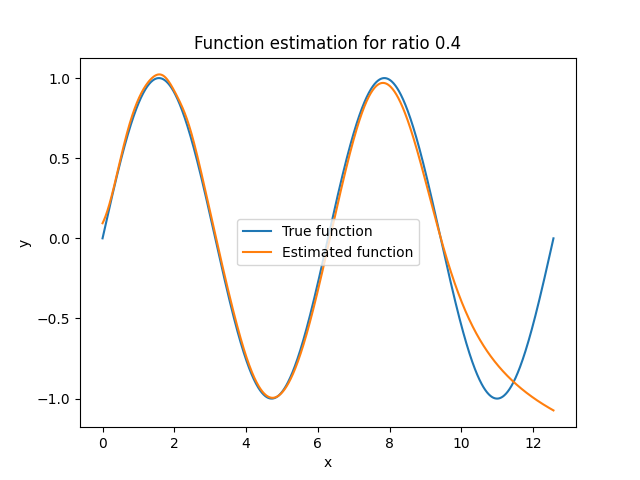 Function estimation for ratio 0.4
1.0
0.5
0.0
−0.5
−1.0
y
True function
Estimated function
0 2 4 6 8 10 12
x